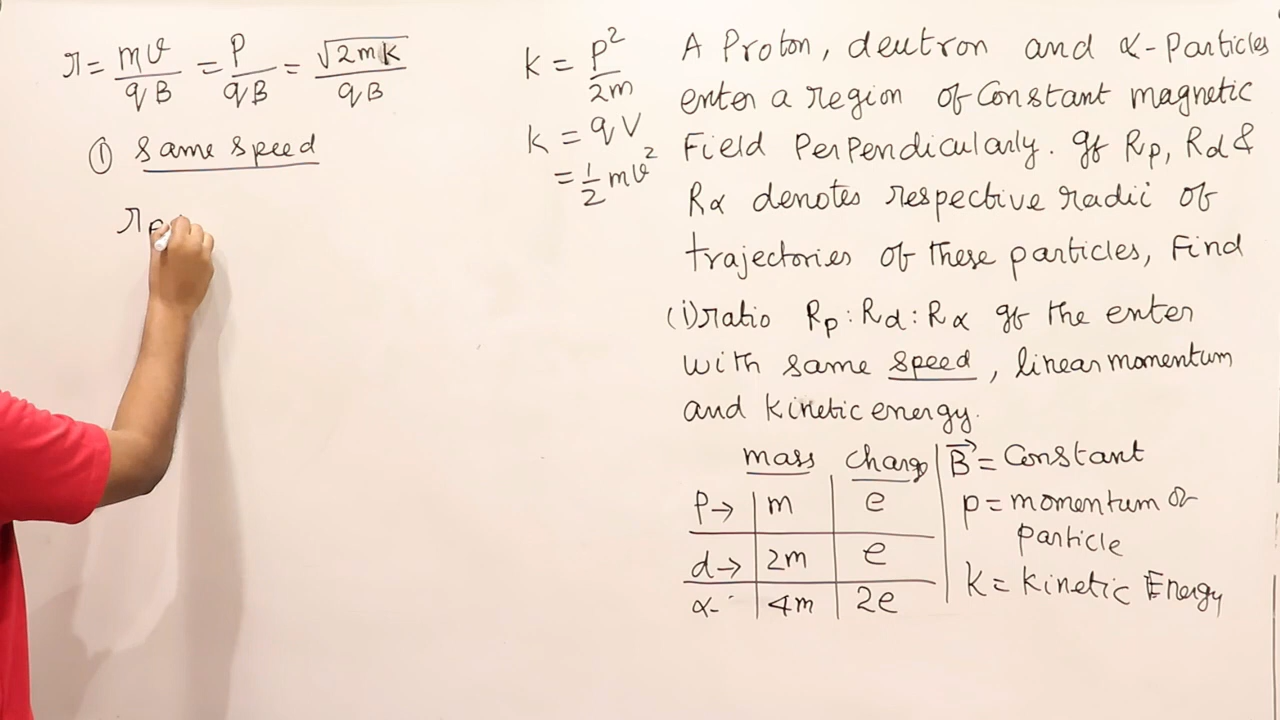 r = mv/qB = P/qB = √2mk/qB
① same speed
r
k = P²/2m
k = qV
= 1/2 mv²
A Proton, deutron and α-Particles
enter a region of Constant magnetic
Field Perpendicularly. If Rp, Rd &
Rα denotes respective radii of
trajectories of these particles, Find
(i) ratio Rp : Rd : Rα If the enter
with same speed, linear momentum
and kinetic energy.
mass charg
P→ m e
d→ 2m e
α- 4m 2e
B⃗ = Constant
p = momentum of
particle
K = Kinetic Energy